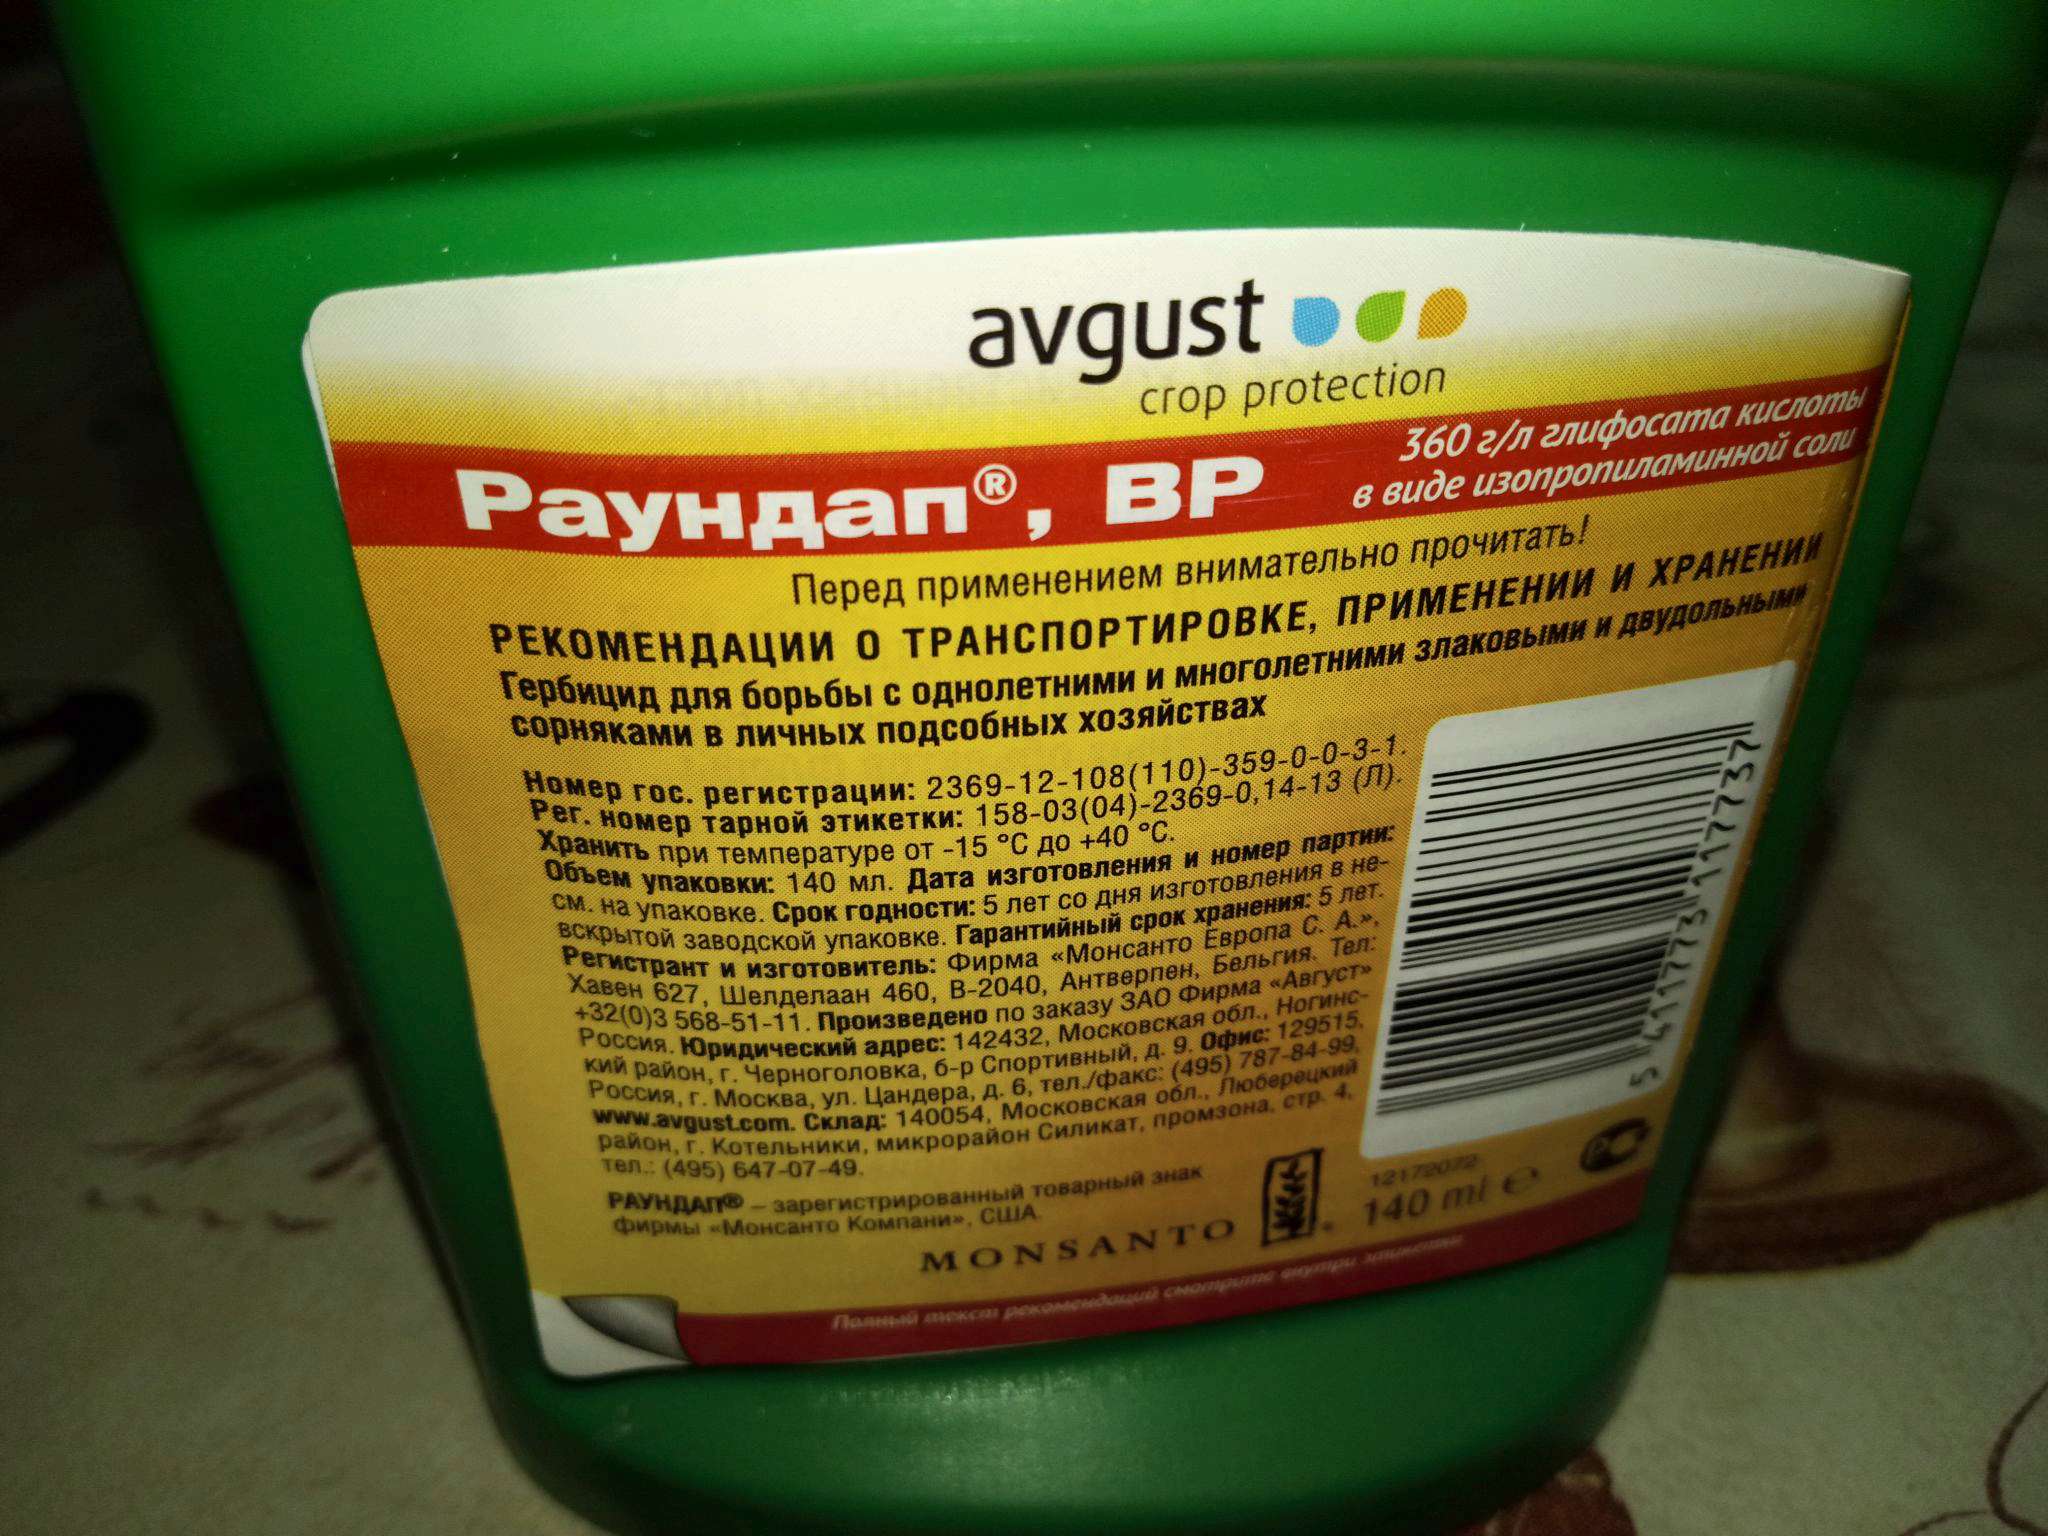 avgust
crop protection
Раундап®, ВР
360 г/л глифосата кислоты
в виде изопропиламинной соли
Перед применением внимательно прочитать!
РЕКОМЕНДАЦИИ О ТРАНСПОРТИРОВКЕ, ПРИМЕНЕНИИ И ХРАНЕНИИ
Гербицид для борьбы с однолетними и многолетними злаковыми и двудольными
сорняками в личных подсобных хозяйствах
Номер гос. регистрации: 2369-12-108(110)-359-0-0-3-1.
Рег. номер тарной этикетки: 158-03(04)-2369-0,14-13 (Л).
Хранить при температуре от -15 °С до +40 °С.
Объем упаковки: 140 мл. Дата изготовления и номер партии:
см. на упаковке. Срок годности: 5 лет со дня изготовления в не-
вскрытой заводской упаковке. Гарантийный срок хранения: 5 лет.
Регистрант и изготовитель: Фирма «Монсанто Европа С. А.»,
Хавен 627, Шелделаан 460, В-2040, Антверпен, Бельгия. Тел:
+32(0)3 568-51-11. Произведено по заказу ЗАО Фирма «Август»
Россия. Юридический адрес: 142432, Московская обл., Ногинс-
кий район, г. Черноголовка, б-р Спортивный, д. 9. Офис: 129515,
Россия, г. Москва, ул. Цандера, д. 6, тел./факс: (495) 787-84-99,
www.avgust.com. Склад: 140054, Московская обл., Люберецкий
район, г. Котельники, микрорайон Силикат, промзона, стр. 4,
тел.: (495) 647-07-49.
РАУНДАП® – зарегистрированный товарный знак
фирмы «Монсанто Компани», США.
MONSANTO
5 411773 117737
12172072
140 ml e
Полный текст рекомендаций смотрите внутри этикетки